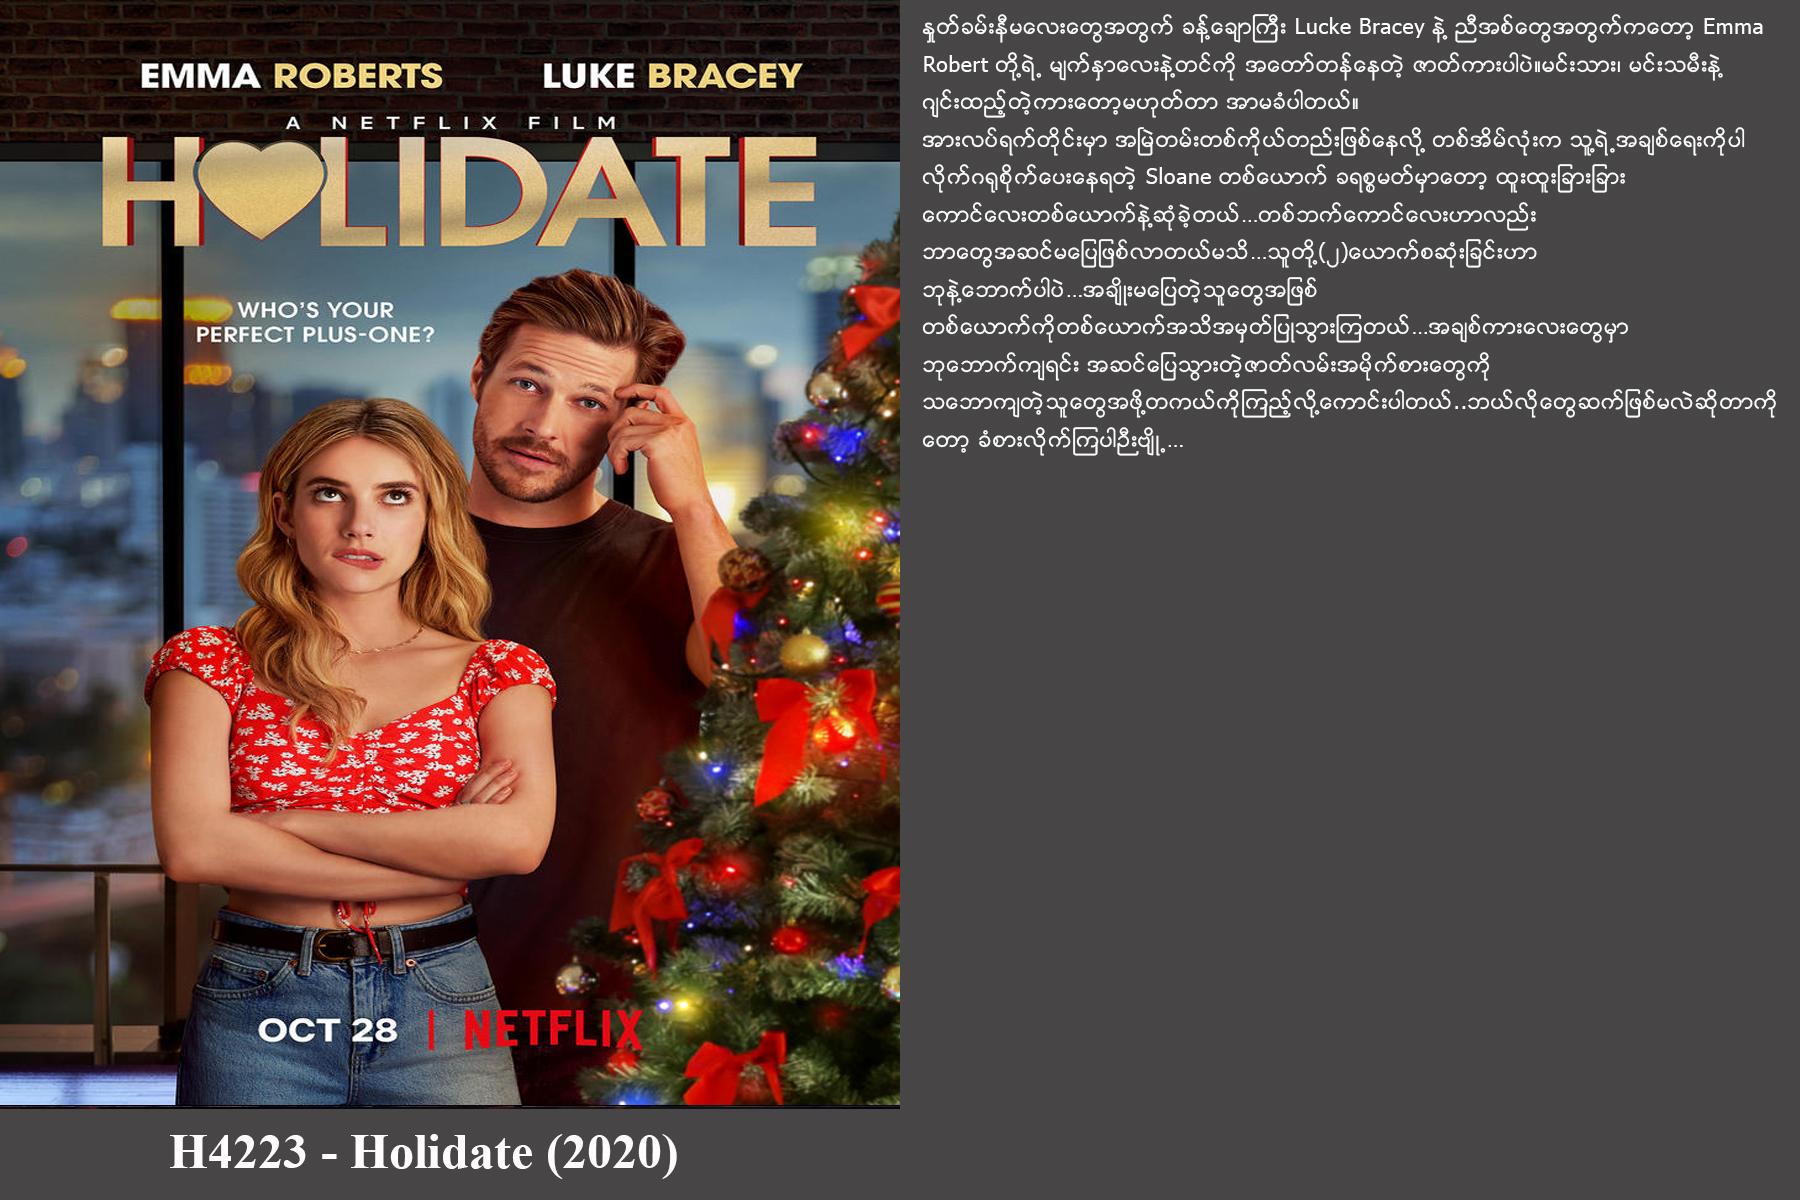 EMMA ROBERTS LUKE BRACEY
A NETFLIX FILM
HOLIDATE
WHO'S YOUR
PERFECT PLUS-ONE?
OCT 28 | NETFLIX
H4223 - Holidate (2020)
နှုတ်ခမ်းနီမလေးတွေအတွက် ခန့်ချောကြီး Lucke Bracey နဲ့ ညီအစ်တွေအတွက်ကတော့ Emma
Robert တို့ရဲ့ မျက်နှာလေးနဲ့တင်ကို အတော်တန်နေတဲ့ ဇာတ်ကားပါပဲ။မင်းသား၊ မင်းသမီးနဲ့
ဂျင်းထည့်တဲ့ကားတော့မဟုတ်တာ အာမခံပါတယ်။
အားလပ်ရက်တိုင်းမှာ အမြဲတမ်းတစ်ကိုယ်တည်းဖြစ်နေလို့ တစ်အိမ်လုံးက သူ့ရဲ့အချစ်ရေးကိုပါ
လိုက်ဂရုစိုက်ပေးနေရတဲ့ Sloane တစ်ယောက် ခရစ္စမတ်မှာတော့ ထူးထူးခြားခြား
ကောင်လေးတစ်ယောက်နဲ့ဆုံခဲ့တယ်...တစ်ဘက်ကောင်လေးဟာလည်း
ဘာတွေအဆင်မပြေဖြစ်လာတယ်မသိ...သူတို့(၂)ယောက်စဆုံးခြင်းဟာ
ဘုနဲ့ဘောက်ပါပဲ...အချိုးမပြေတဲ့သူတွေအဖြစ်
တစ်ယောက်ကိုတစ်ယောက်အသိအမှတ်ပြုသွားကြတယ်...အချစ်ကားလေးတွေမှာ
ဘုဘောက်ကျရင်း အဆင်ပြေသွားတဲ့ဇာတ်လမ်းအမိုက်စားတွေကို
သဘောကျတဲ့သူတွေအဖို့တကယ်ကိုကြည့်လို့ကောင်းပါတယ်..ဘယ်လိုတွေဆက်ဖြစ်မလဲဆိုတာကို
တော့ ခံစားလိုက်ကြပါဦးဗျို့...